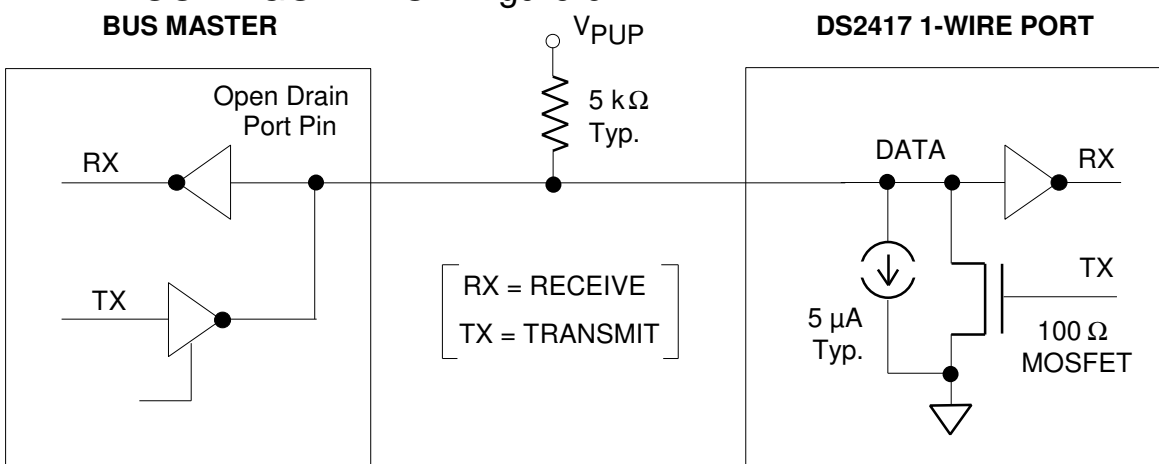 BUS MASTER
V PUP
DS2417 1-WIRE PORT
Open Drain
Port Pin
5 kΩ
Typ.
RX
DATA
RX
TX
RX = RECEIVE
TX = TRANSMIT
TX
5 µA
Typ.
100 Ω
MOSFET